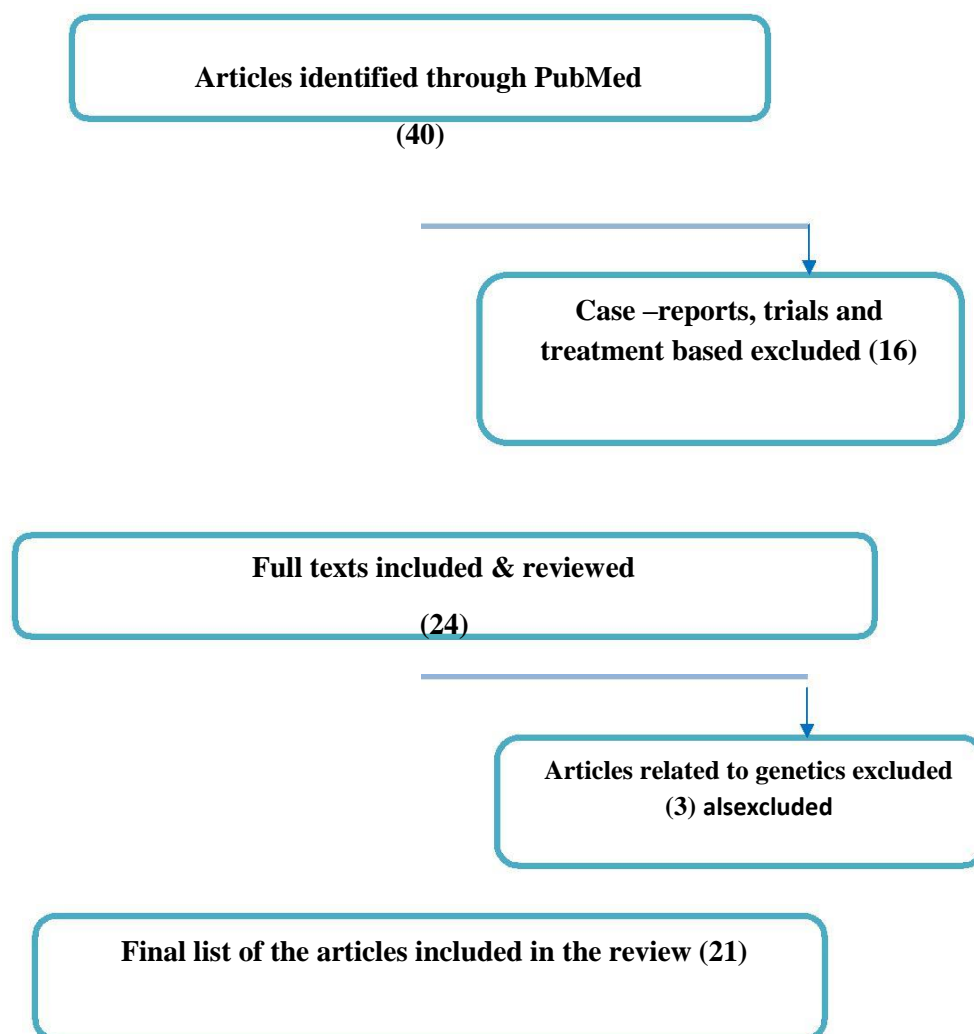 Articles identified through PubMed
(40)
Case –reports, trials and
treatment based excluded (16)
Full texts included & reviewed
(24)
Articles related to genetics excluded
(3) alsexcluded
Final list of the articles included in the review (21)